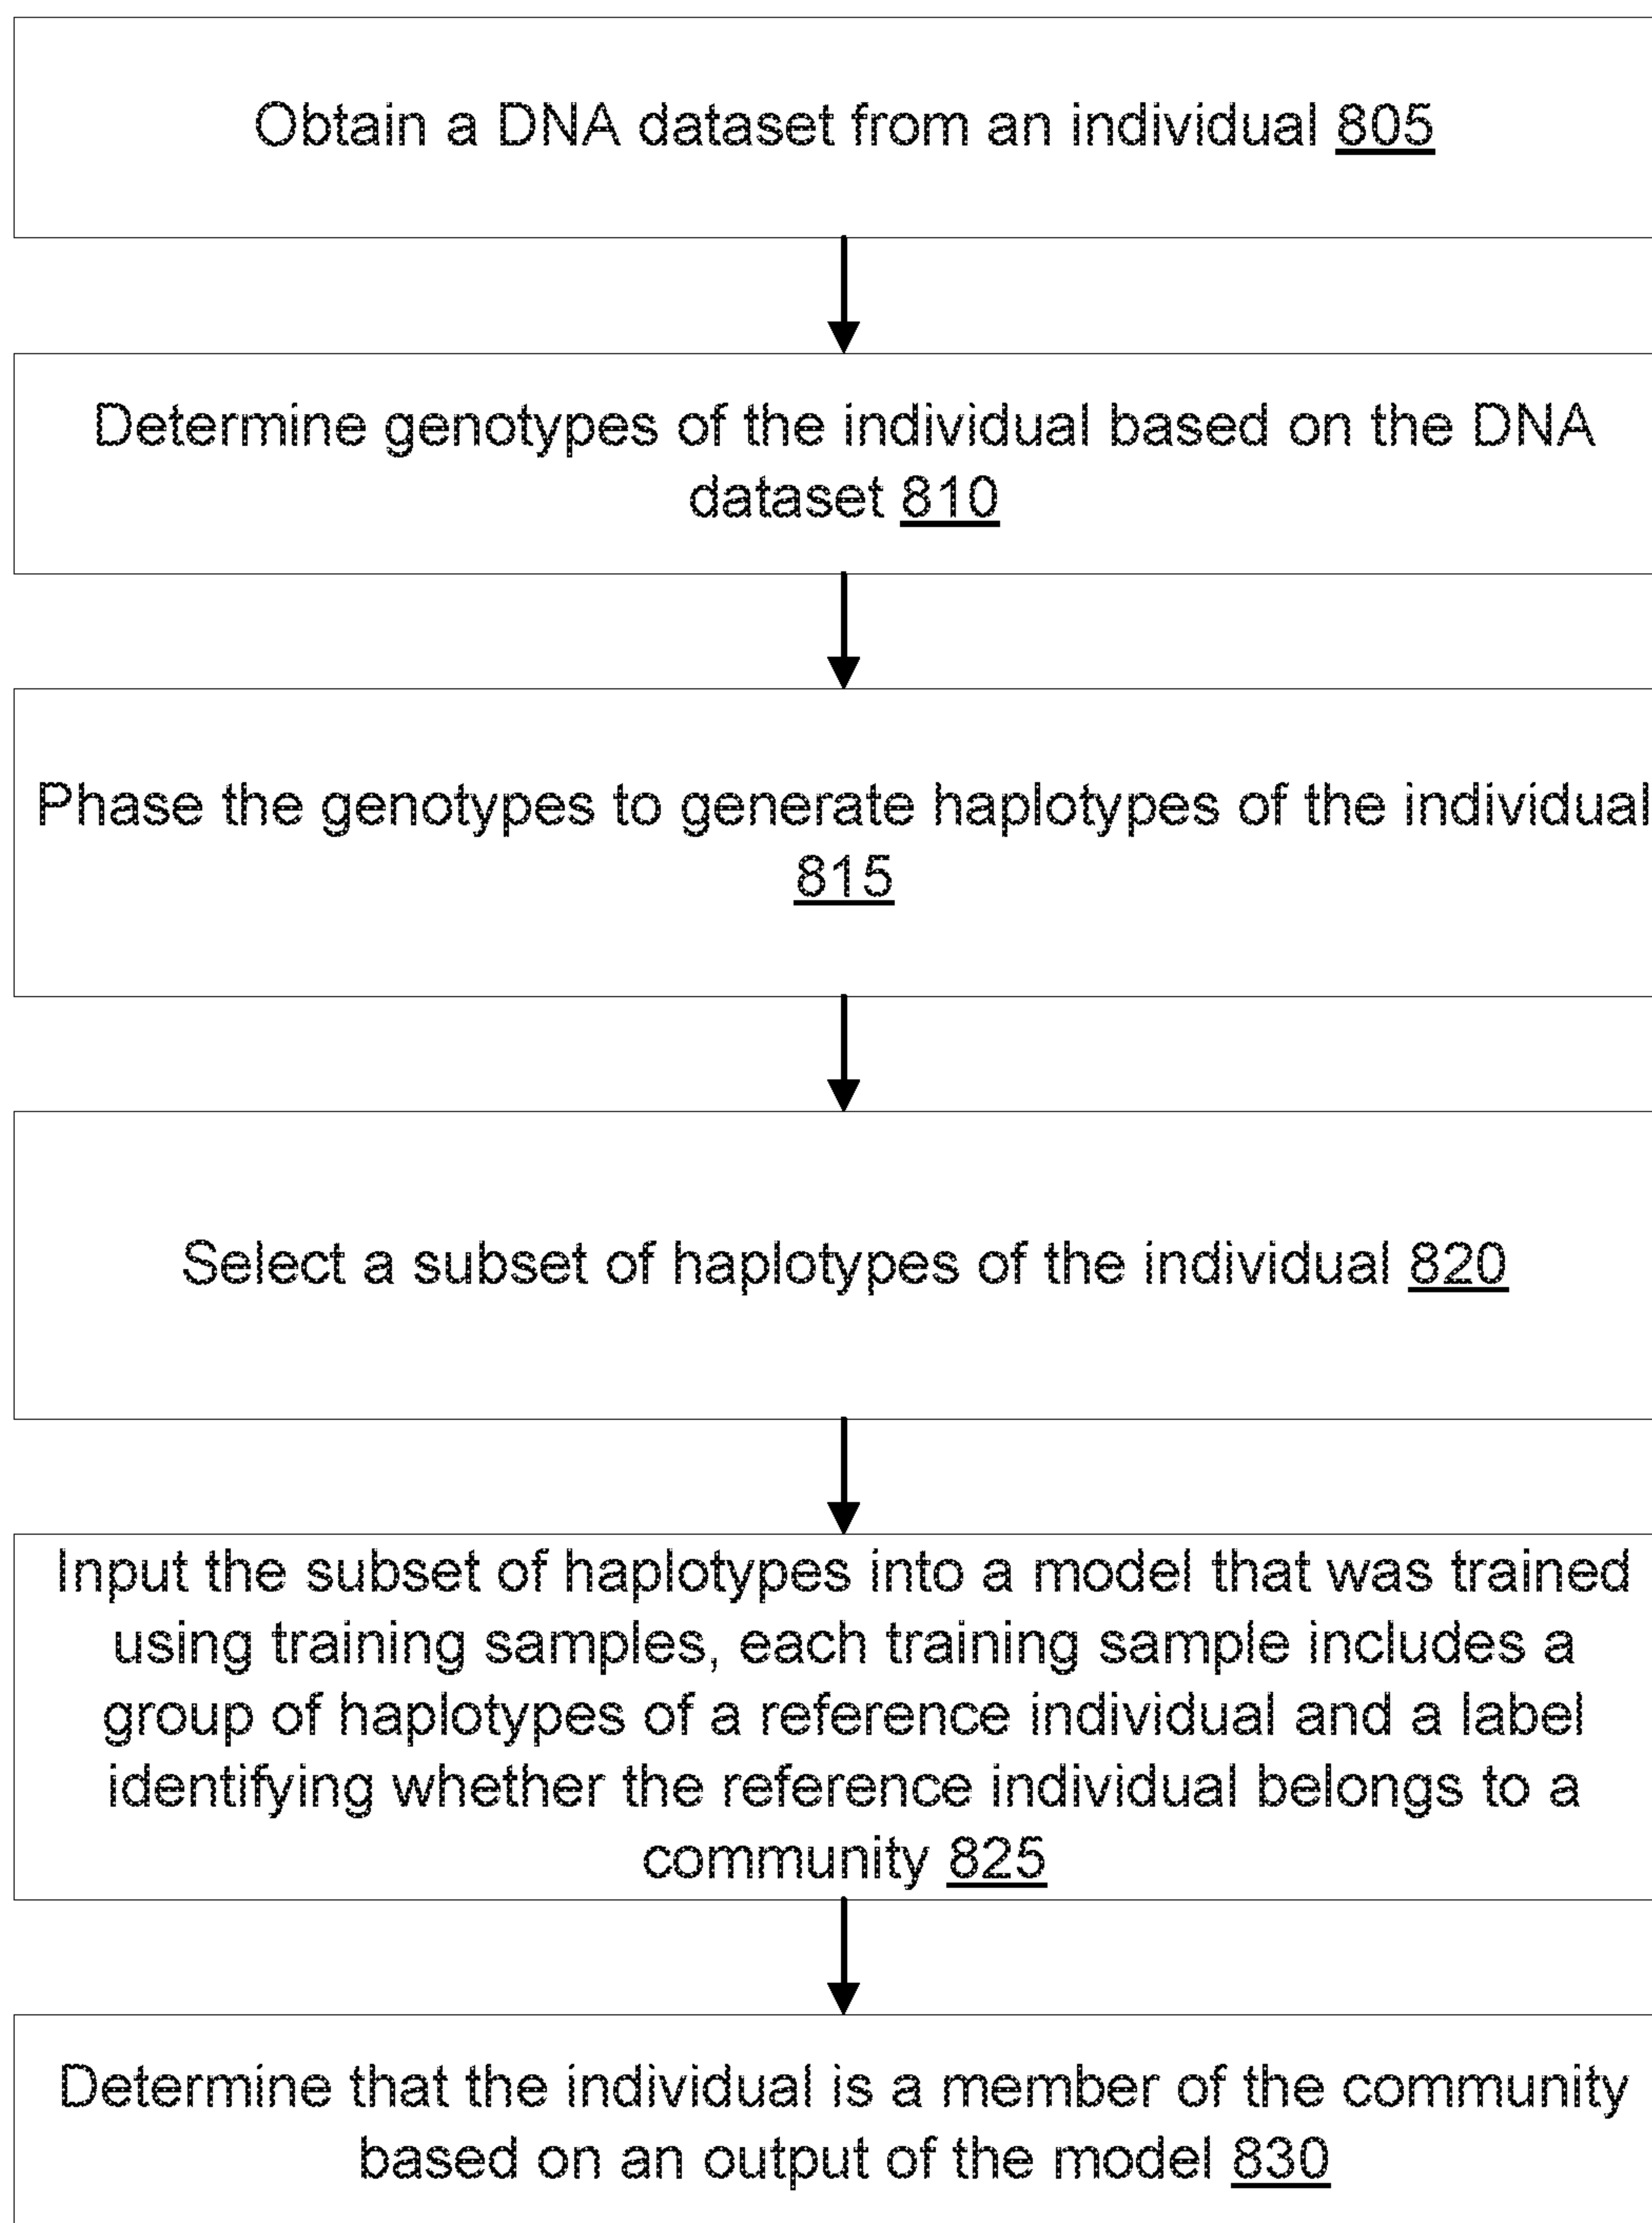 Obtain a DNA dataset from an individual 805
Determine genotypes of the individual based on the DNA
dataset 810
Phase the genotypes to generate haplotypes of the individual
815
Select a subset of haplotypes of the individual 820
Input the subset of haplotypes into a model that was trained
using training samples, each training sample includes a
group of haplotypes of a reference individual and a label
identifying whether the reference individual belongs to a
community 825
Determine that the individual is a member of the community
based on an output of the model 830